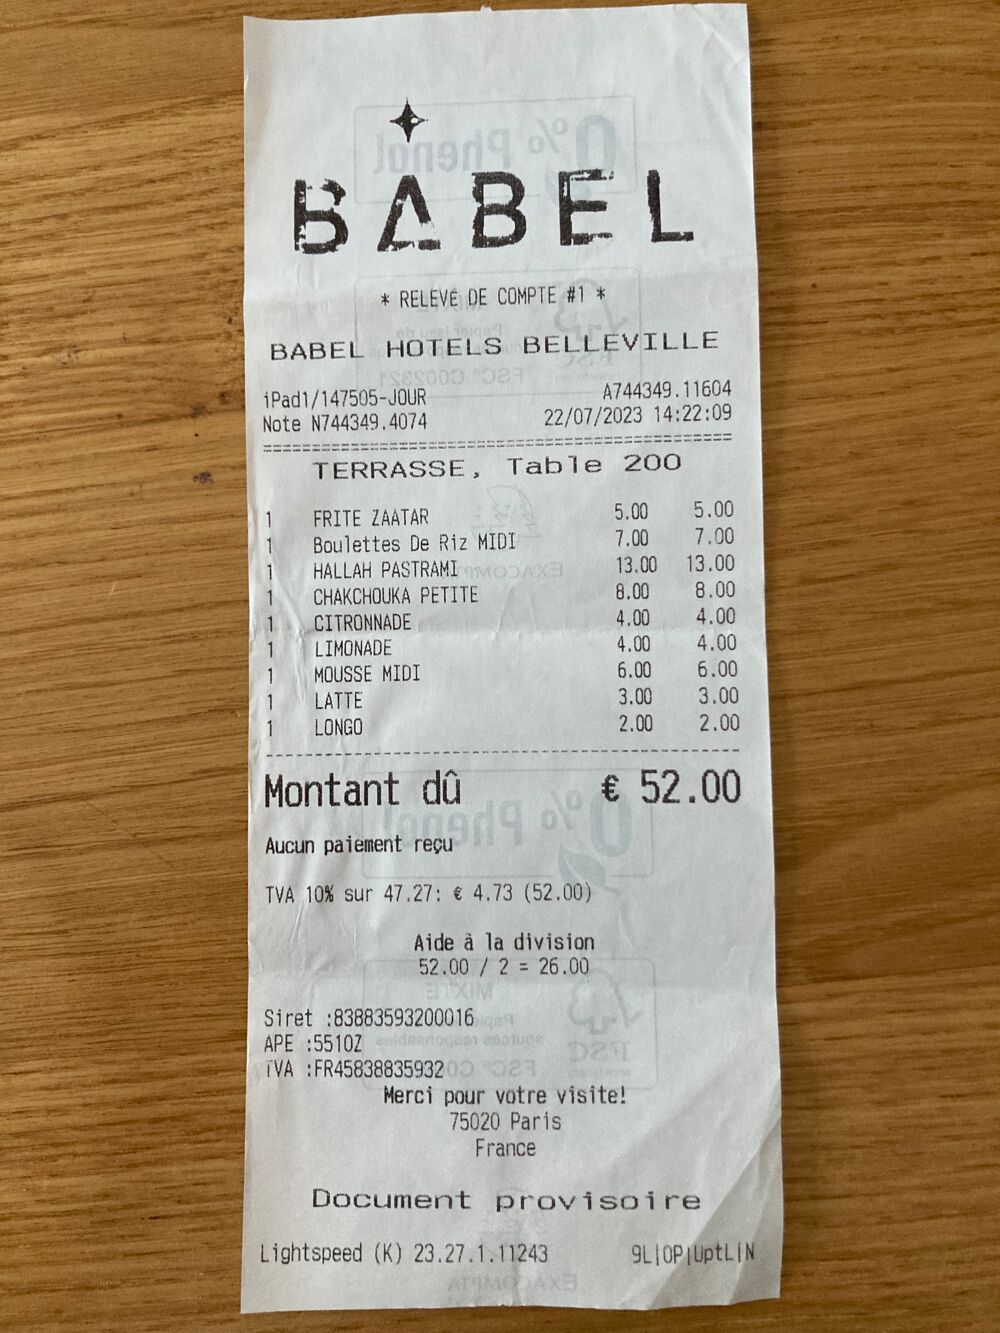 BABEL
* RELEVÉ DE COMPTE #1 *
BABEL HOTELS BELLEVILLE
iPad1/147505-JOUR A744349.11604
Note N744349.4074 22/07/2023 14:22:09
TERRASSE, Table 200
1 FRITE ZAATAR 5.00 5.00
1 Boulettes De Riz MIDI 7.00 7.00
1 HALLAH PASTRAMI 13.00 13.00
1 CHAKCHOUKA PETITE 8.00 8.00
1 CITRONNADE 4.00 4.00
1 LIMONADE 4.00 4.00
1 MOUSSE MIDI 6.00 6.00
1 LATTE 3.00 3.00
1 LONGO 2.00 2.00
Montant dû € 52.00
Aucun paiement reçu
TVA 10% sur 47.27: € 4.73 (52.00)
Aide à la division
52.00 / 2 = 26.00
Siret :83883593200016
APE :5510Z
TVA :FR45838835932
Merci pour votre visite!
75020 Paris
France
Document provisoire
Lightspeed (K) 23.27.1.11243 9L|OP|UptL|N